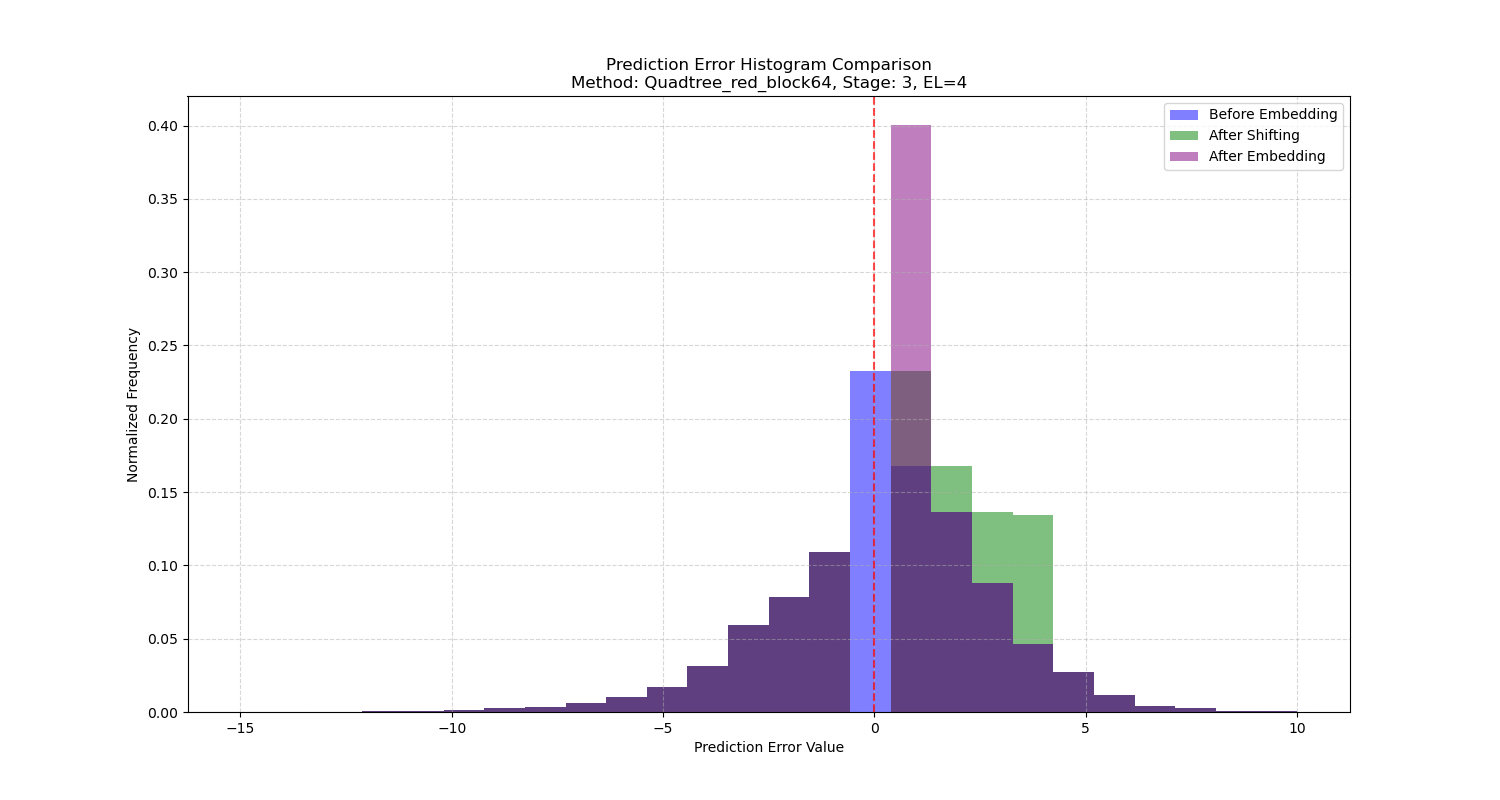 Prediction Error Histogram Comparison
Method: Quadtree_red_block64, Stage: 3, EL=4
Before Embedding
After Shifting
After Embedding
Normalized Frequency
0.40
0.35
0.30
0.25
0.20
0.15
0.10
0.05
0.00
−15
−10
−5
0
5
10
Prediction Error Value